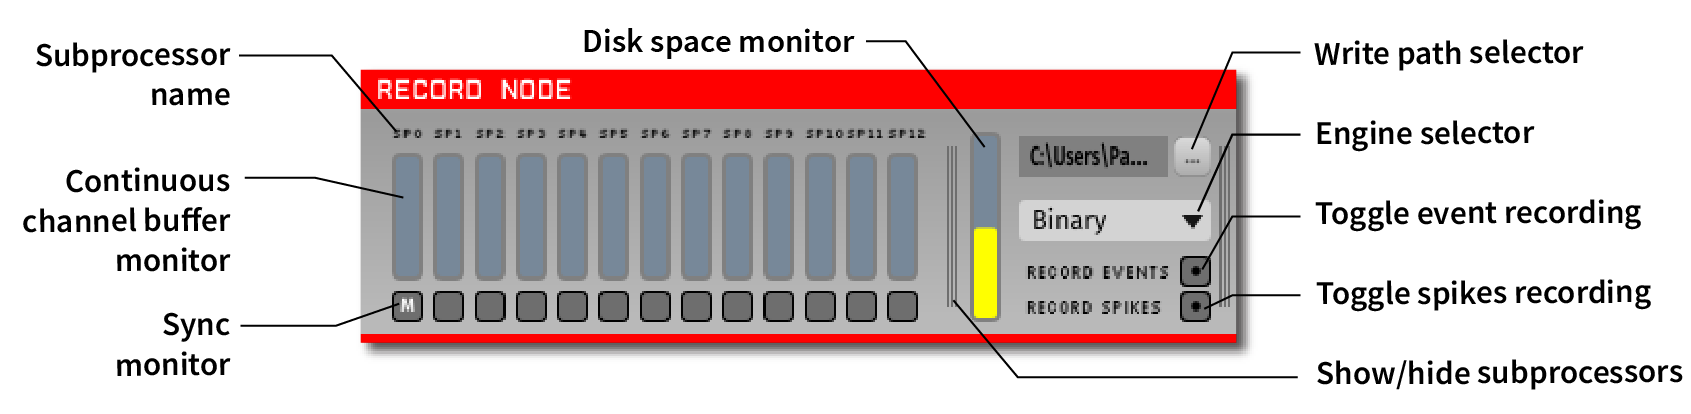 Subprocessor
name
Continuous
channel buffer
monitor
Sync
monitor
Disk space monitor
RECORD NODE
SP0 SP1 SP2 SP3 SP4 SP5 SP6 SP7 SP8 SP9 SP10 SP11 SP12
M
C:\Users\Pa...
...
Binary
RECORD EVENTS
RECORD SPIKES
Write path selector
Engine selector
Toggle event recording
Toggle spikes recording
Show/hide subprocessors